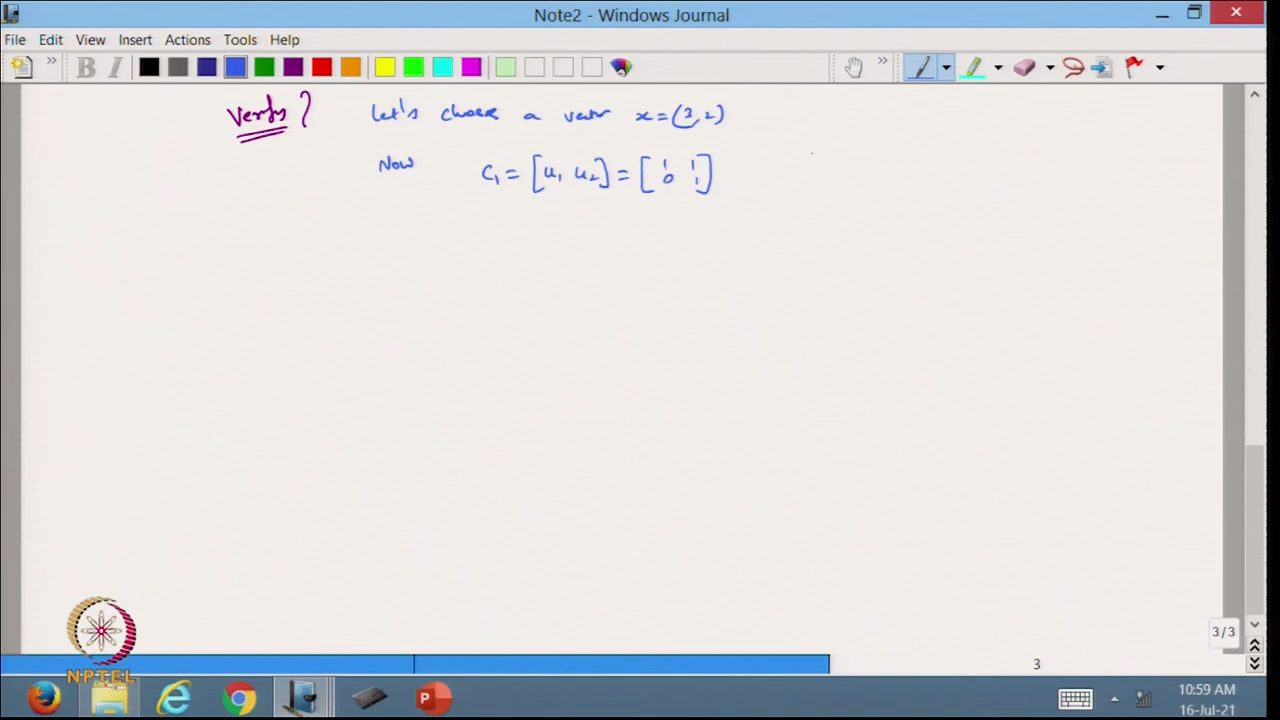 Note2 - Windows Journal
File Edit View Insert Actions Tools Help
B I
Verify? Let's choose a vector x=(3,2)
Now C₁ = [u₁ u₂] = [1 1
0 1]
3/3
3
NPTEL
10:59 AM
16-Jul-21